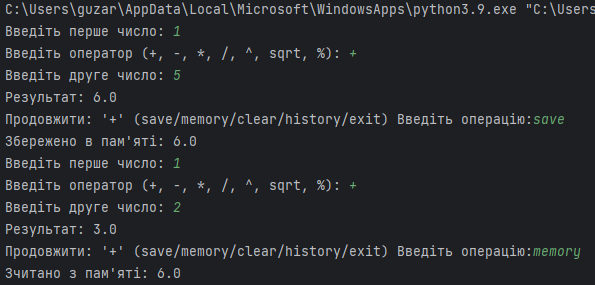 C:\Users\guzar\AppData\Local\Microsoft\WindowsApps\python3.9.exe "C:\Users
Введіть перше число: 1
Введіть оператор (+, -, *, /, ^, sqrt, %): +
Введіть друге число: 5
Результат: 6.0
Продовжити: '+' (save/memory/clear/history/exit) Введіть операцію:save
Збережено в пам'яті: 6.0
Введіть перше число: 1
Введіть оператор (+, -, *, /, ^, sqrt, %): +
Введіть друге число: 2
Результат: 3.0
Продовжити: '+' (save/memory/clear/history/exit) Введіть операцію:memory
Зчитано з пам'яті: 6.0